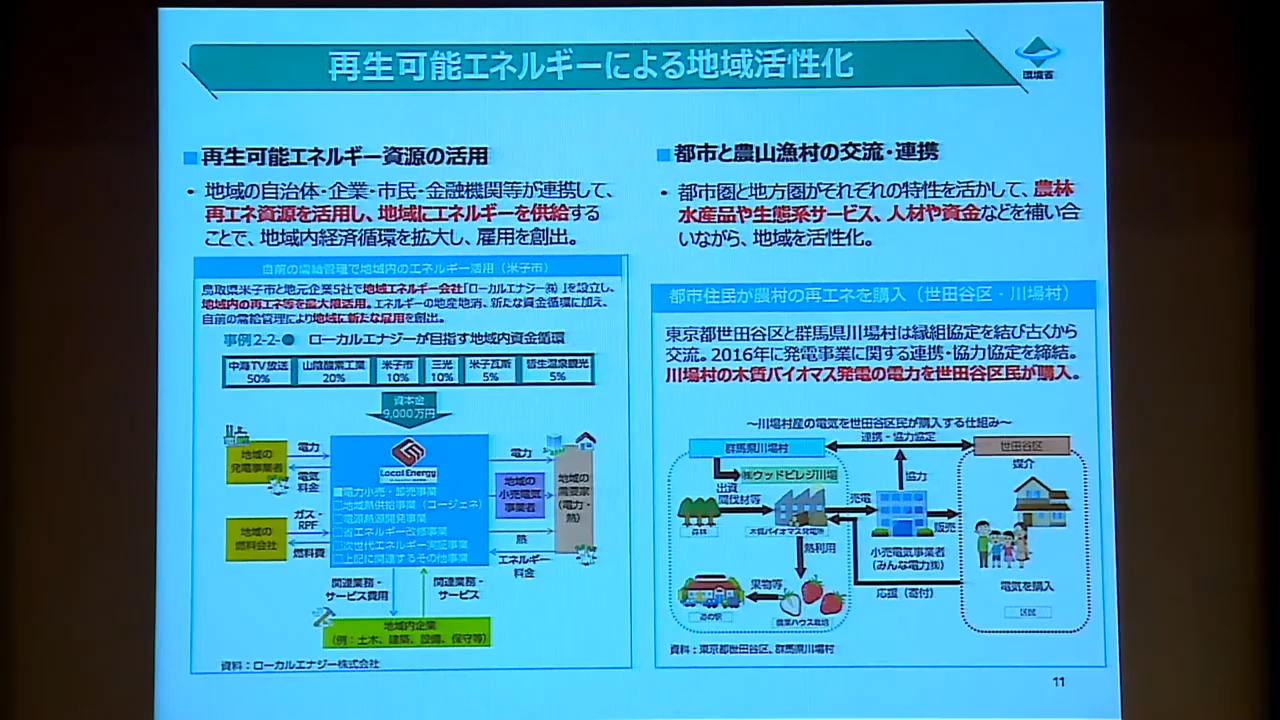 再生可能エネルギーによる地域活性化
環境省
■再生可能エネルギー資源の活用
• 地域の自治体・企業・市民・金融機関等が連携して、
再エネ資源を活用し、地域にエネルギーを供給する
ことで、地域内経済循環を拡大し、雇用を創出。
自前の需給管理で地域内のエネルギー活用（米子市）
鳥取県米子市と地元企業5社で地域エネルギー会社「ローカルエナジー㈱」を設立し、
地域内の再エネ等を最大限活用。エネルギーの地産地消、新たな資金循環に加え、
自前の需給管理により地域に新たな雇用を創出。
事例2-2-● ローカルエナジーが目指す地域内資金循環
中海TV放送 50%
山陰酸素工業 20%
米子市 10%
三光 10%
米子瓦斯 5%
皆生温泉観光 5%
資本金
9,000万円
地域の
発電事業者
電力
電気
料金
地域の
燃料会社
ガス・
RPF
燃料費
Local Energy
■電力小売・卸売事業
□地域熱供給事業（コージェネ）
□電源熱源開発事業
□省エネルギー改修事業
□次世代エネルギー実証事業
□上記に関連するその他事業
電力
地域の
小売電気
事業者
熱
エネルギー
料金
地域の
需要家
（電力・
熱）
関連業務・
サービス費用
関連業務・
サービス
地域内企業
（例：土木、建築、設備、保守等）
資料：ローカルエナジー株式会社
■都市と農山漁村の交流・連携
• 都市圏と地方圏がそれぞれの特性を活かして、農林
水産品や生態系サービス、人材や資金などを補い合
いながら、地域を活性化。
都市住民が農村の再エネを購入（世田谷区・川場村）
東京都世田谷区と群馬県川場村は縁組協定を結び古くから
交流。2016年に発電事業に関する連携・協力協定を締結。
川場村の木質バイオマス発電の電力を世田谷区民が購入。
～川場村産の電気を世田谷区民が購入する仕組み～
群馬県川場村
連携・協力協定
世田谷区
出資
㈱ウッドビレジ川場
協力
媒介
間伐材等
売電
販売
森林
木質バイオマス発電所
熱利用
小売電気事業者
（みんな電力㈱）
電気を購入
応援（寄付）
区民
果物等
道の駅
農業ハウス栽培
資料：東京都世田谷区、群馬県川場村
11